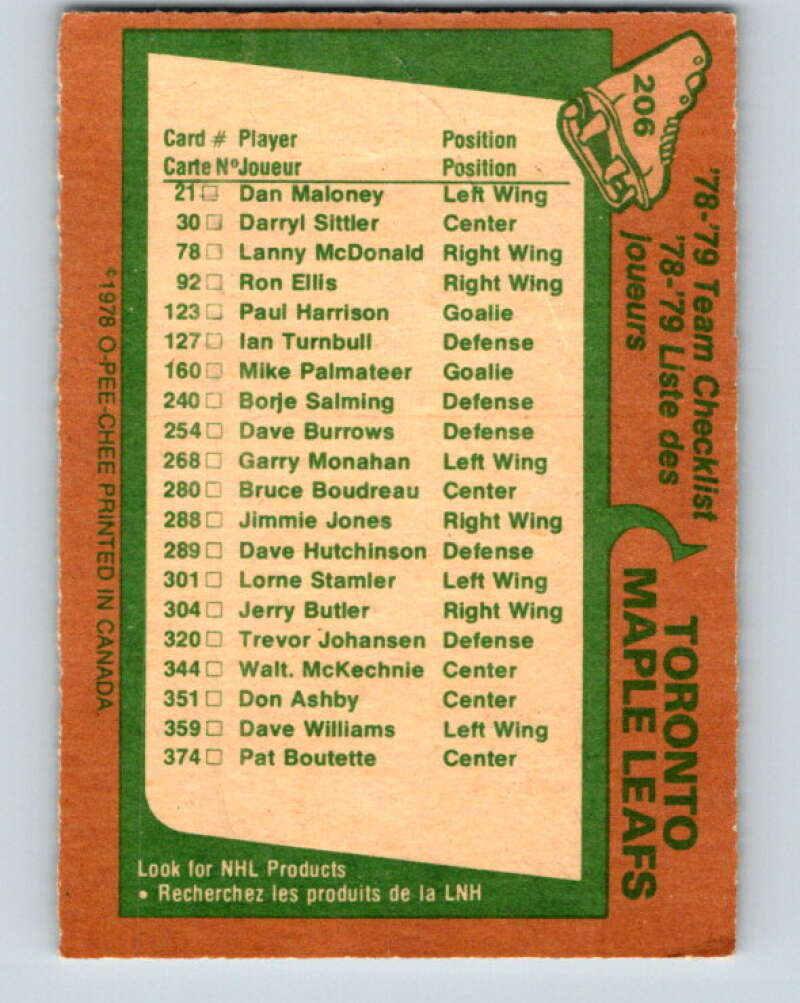 206
'78-'79 Team Checklist
'78-'79 Liste des
joueurs
TORONTO
MAPLE LEAFS
Card # Player Position
Carte Nº Joueur Position
21 Dan Maloney Left Wing
30 Darryl Sittler Center
78 Lanny McDonald Right Wing
92 Ron Ellis Right Wing
123 Paul Harrison Goalie
127 Ian Turnbull Defense
160 Mike Palmateer Goalie
240 Borje Salming Defense
254 Dave Burrows Defense
268 Garry Monahan Left Wing
280 Bruce Boudreau Center
288 Jimmie Jones Right Wing
289 Dave Hutchinson Defense
301 Lorne Stamler Left Wing
304 Jerry Butler Right Wing
320 Trevor Johansen Defense
344 Walt. McKechnie Center
351 Don Ashby Center
359 Dave Williams Left Wing
374 Pat Boutette Center
Look for NHL Products
• Recherchez les produits de la LNH
©1978 O-PEE-CHEE PRINTED IN CANADA.